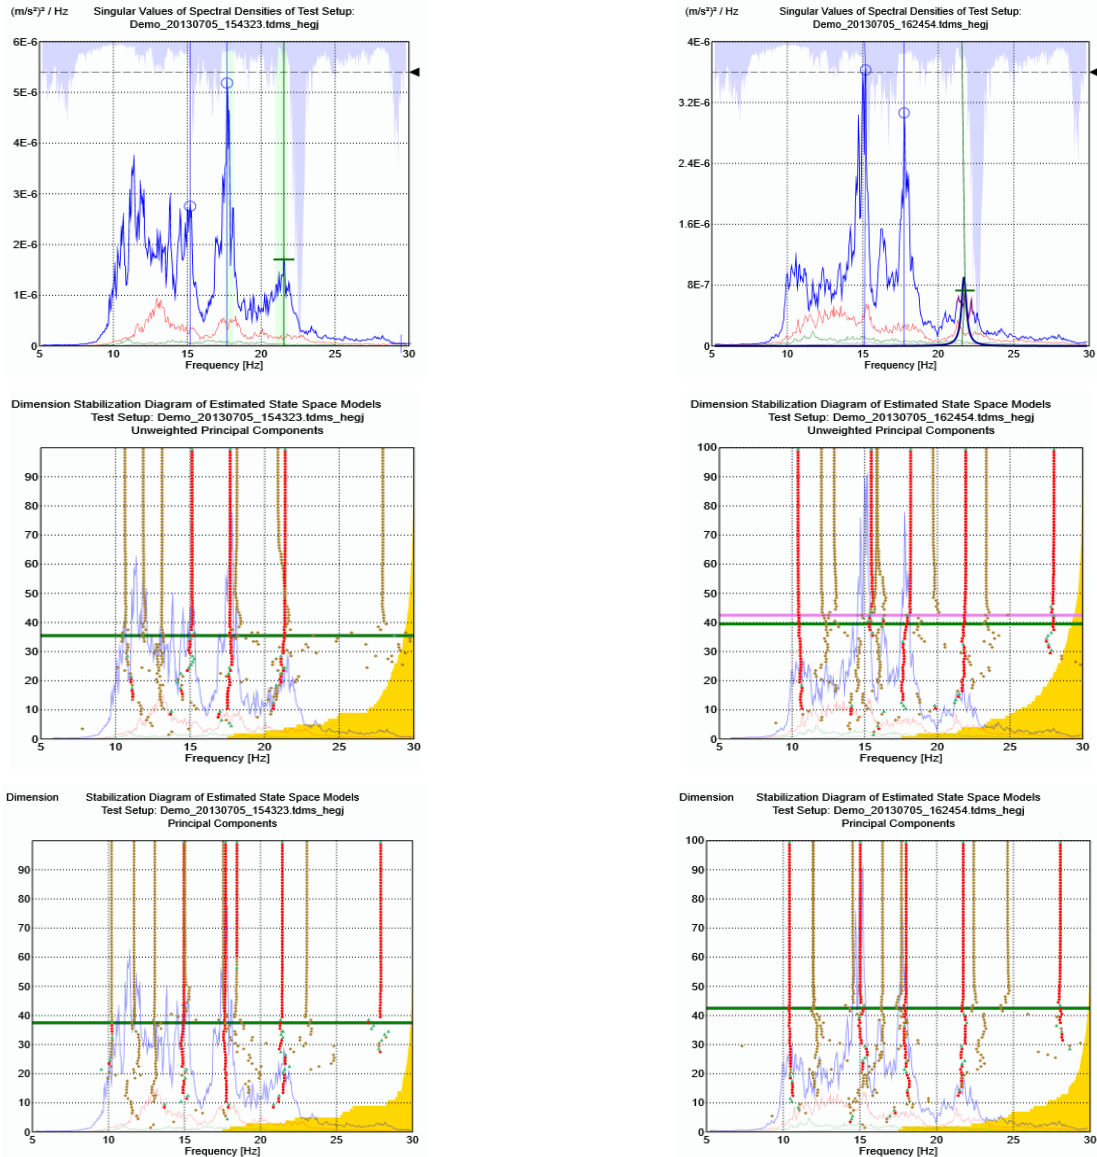 (m/s²)² / Hz Singular Values of Spectral Densities of Test Setup:
Demo_20130705_154323.tdms_hegj
6E-6
5E-6
4E-6
3E-6
2E-6
1E-6
0
5 10 15 20 25 30
Frequency [Hz]
(m/s²)² / Hz Singular Values of Spectral Densities of Test Setup:
Demo_20130705_162454.tdms_hegj
4E-6
3.2E-6
2.4E-6
1.6E-6
8E-7
0
5 10 15 20 25 30
Frequency [Hz]
Dimension Stabilization Diagram of Estimated State Space Models
Test Setup: Demo_20130705_154323.tdms_hegj
Unweighted Principal Components
90
80
70
60
50
40
30
20
10
0
5 10 15 20 25 30
Frequency [Hz]
Dimension Stabilization Diagram of Estimated State Space Models
Test Setup: Demo_20130705_162454.tdms_hegj
Unweighted Principal Components
100
90
80
70
60
50
40
30
20
10
0
5 10 15 20 25 30
Frequency [Hz]
Dimension Stabilization Diagram of Estimated State Space Models
Test Setup: Demo_20130705_154323.tdms_hegj
Principal Components
90
80
70
60
50
40
30
20
10
0
5 10 15 20 25 30
Frequency [Hz]
Dimension Stabilization Diagram of Estimated State Space Models
Test Setup: Demo_20130705_162454.tdms_hegj
Principal Components
100
90
80
70
60
50
40
30
20
10
0
5 10 15 20 25 30
Frequency [Hz]